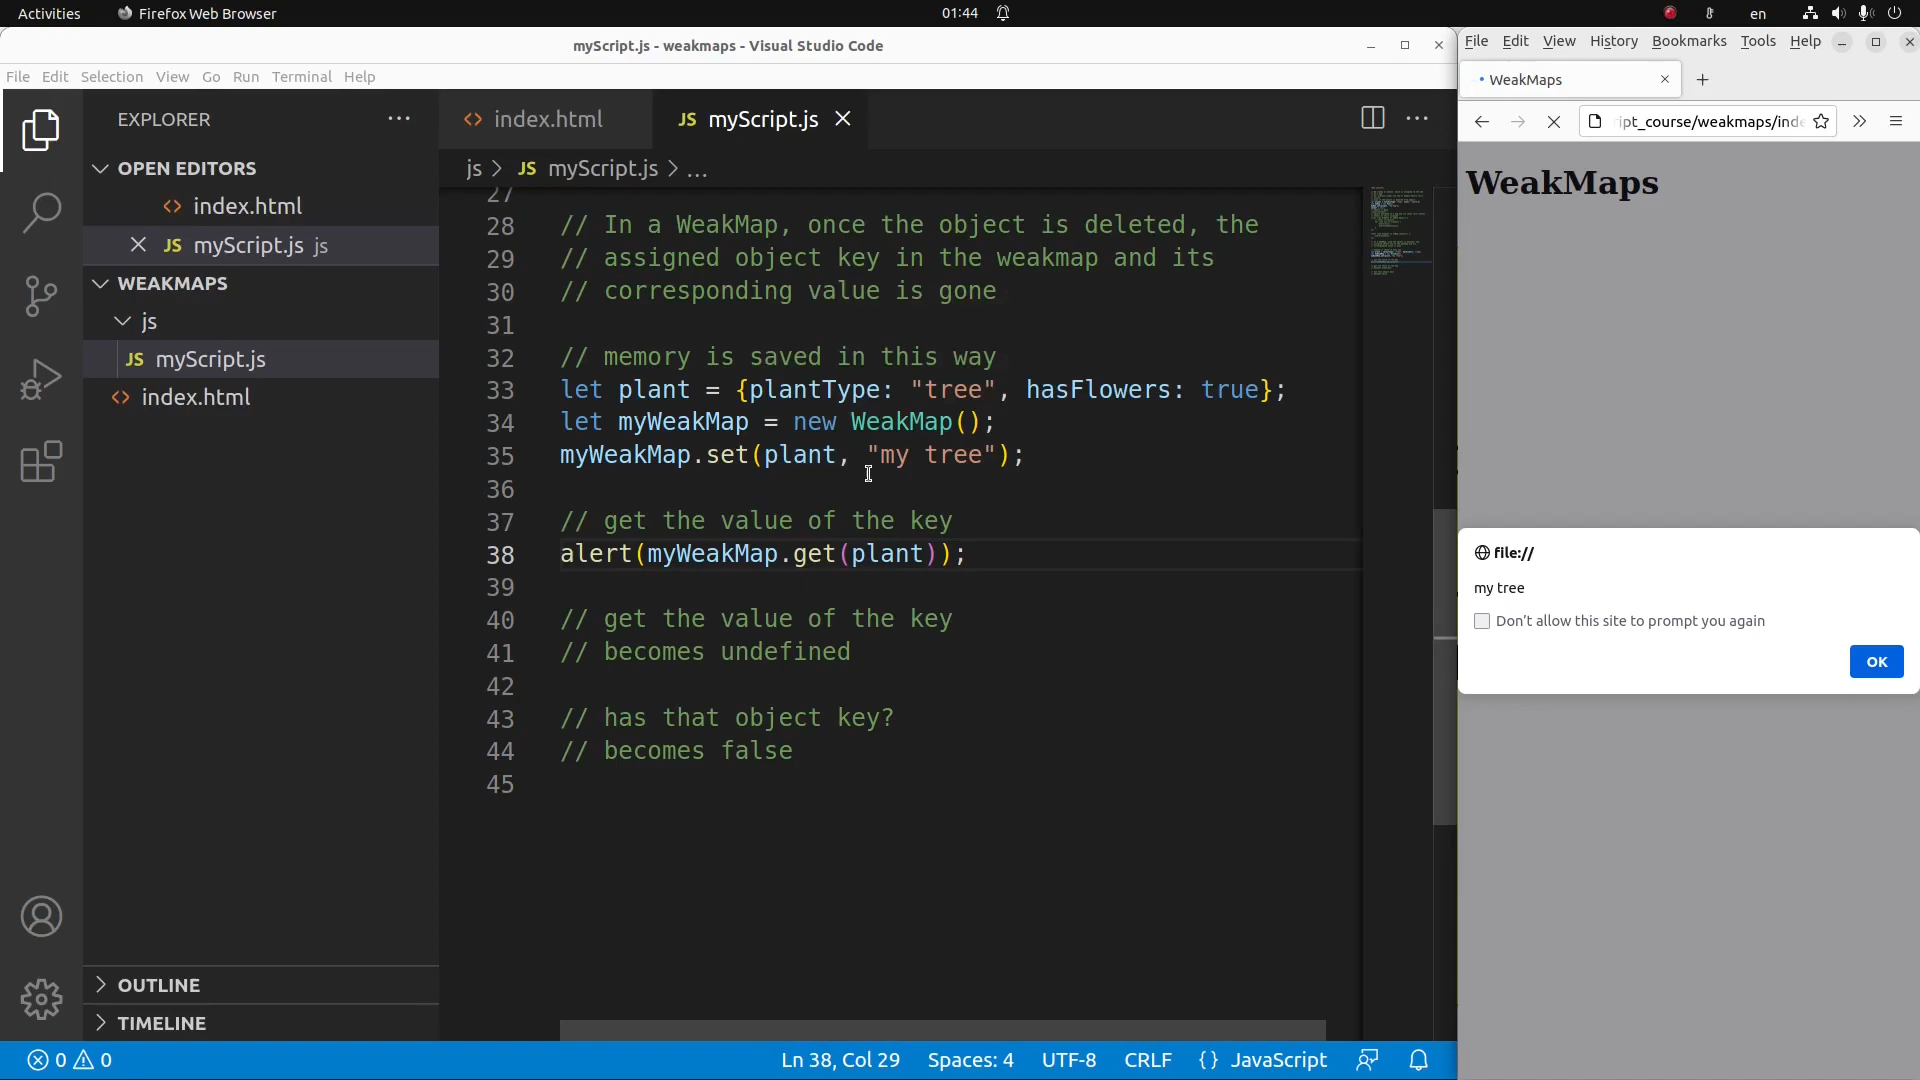 Activities Firefox Web Browser 01:44 en
myScript.js - weakmaps - Visual Studio Code
File Edit Selection View Go Run Terminal Help
EXPLORER
OPEN EDITORS
index.html
myScript.js js
WEAKMAPS
js
myScript.js
index.html
OUTLINE
TIMELINE
index.html JS myScript.js
js > JS myScript.js > ...
27
28 // In a WeakMap, once the object is deleted, the
29 // assigned object key in the weakmap and its
30 // corresponding value is gone
31
32 // memory is saved in this way
33 let plant = {plantType: "tree", hasFlowers: true};
34 let myWeakMap = new WeakMap();
35 myWeakMap.set(plant, "my tree");
36
37 // get the value of the key
38 alert(myWeakMap.get(plant));
39
40 // get the value of the key
41 // becomes undefined
42
43 // has that object key?
44 // becomes false
45
0 0 Ln 38, Col 29 Spaces: 4 UTF-8 CRLF {} JavaScript
File Edit View History Bookmarks Tools Help
WeakMaps
ipt_course/weakmaps/inde
WeakMaps
file://
my tree
Don't allow this site to prompt you again
OK